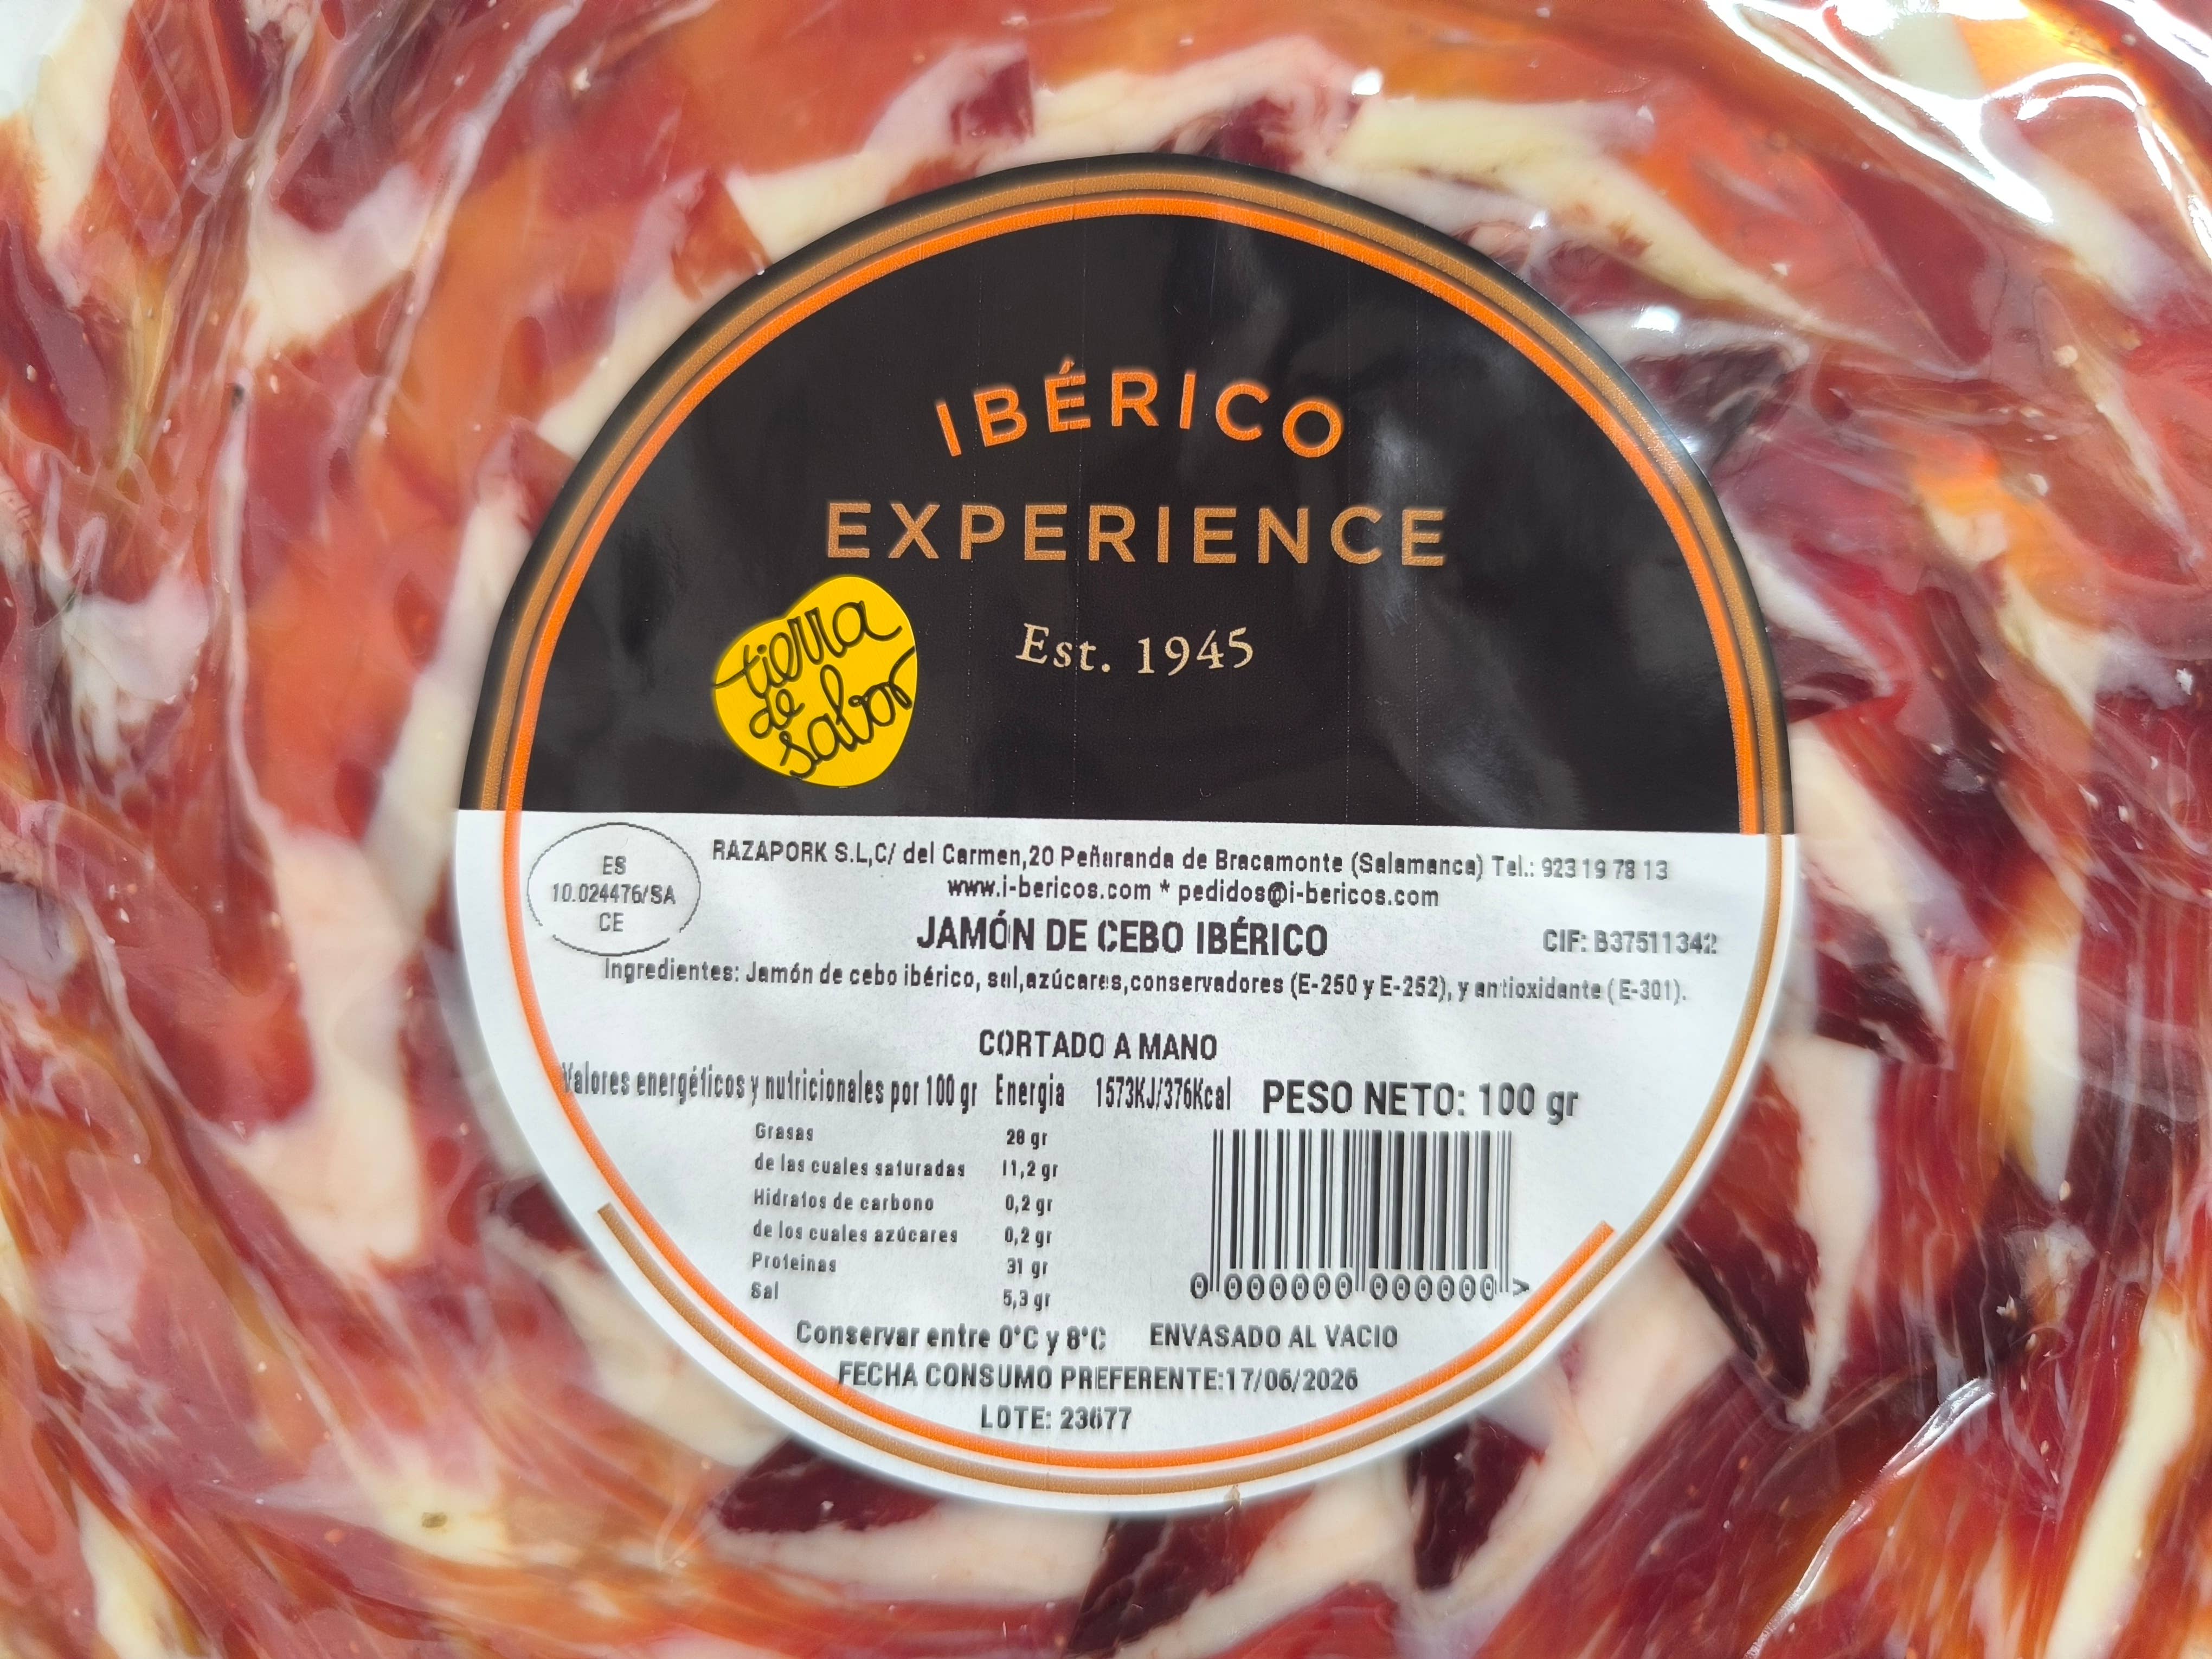 IBÉRICO
EXPERIENCE
Est. 1945
tierra
de
sabor
ES
10.024476/SA
CE
RAZAPORK S.L,C/ del Carmen,20 Peñaranda de Bracamonte (Salamanca) Tel.: 923 19 78 13
www.i-bericos.com * pedidos@i-bericos.com
JAMÓN DE CEBO IBÉRICO
CIF: B37511342
Ingredientes: Jamón de cebo ibérico, sal,azúcares,conservadores (E-250 y E-252), y antioxidante ( E-301).
CORTADO A MANO
Valores energéticos y nutricionales por 100 gr Energia 1573KJ/376Kcal
PESO NETO: 100 gr
Grasas 28 gr
de las cuales saturadas 11,2 gr
Hidratos de carbono 0,2 gr
de los cuales azúcares 0,2 gr
Proteinas 31 gr
Sal 5,3 gr
0 000000 000000 >
Conservar entre 0°C y 8°C ENVASADO AL VACIO
FECHA CONSUMO PREFERENTE:17/06/2026
LOTE: 23677